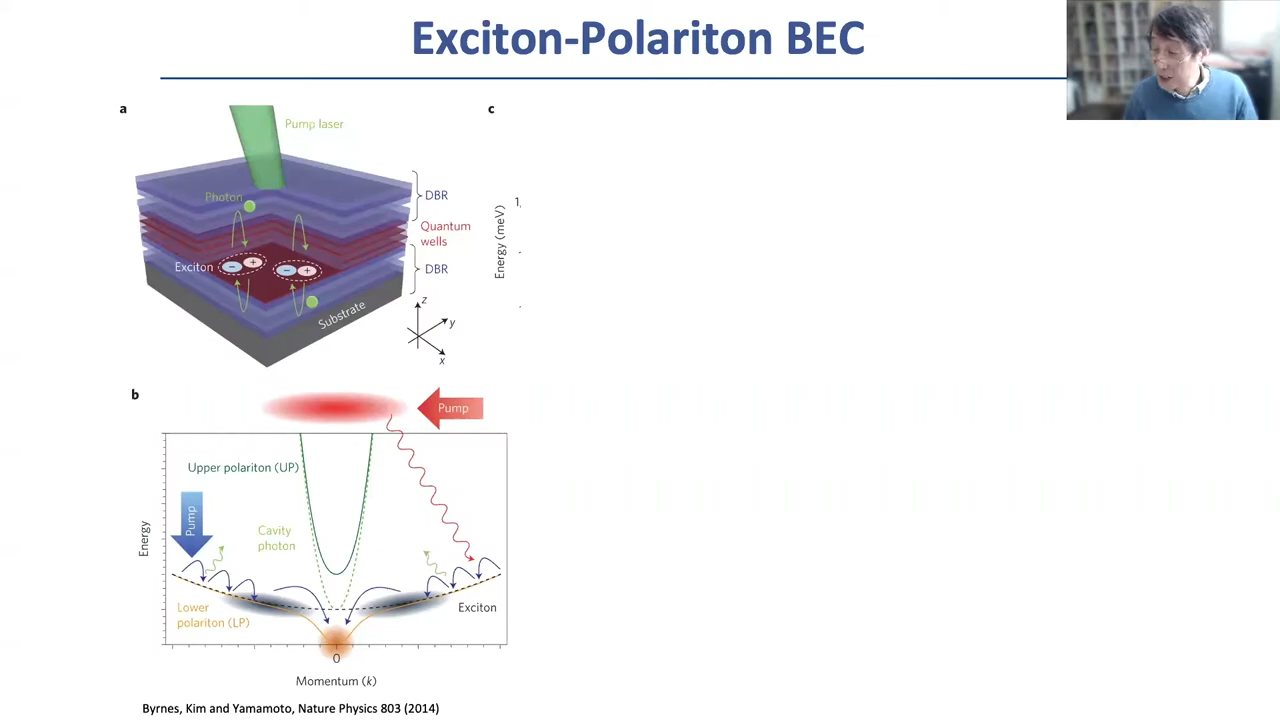 Exciton-Polariton BEC
a
Pump laser
Photon
DBR
Quantum
wells
Exciton
−
+
−
+
DBR
Substrate
z
y
x
c
Energy (meV)
1,
b
Pump
Upper polariton (UP)
Pump
Cavity
photon
Energy
Lower
polariton (LP)
Exciton
0
Momentum (k)
Byrnes, Kim and Yamamoto, Nature Physics 803 (2014)